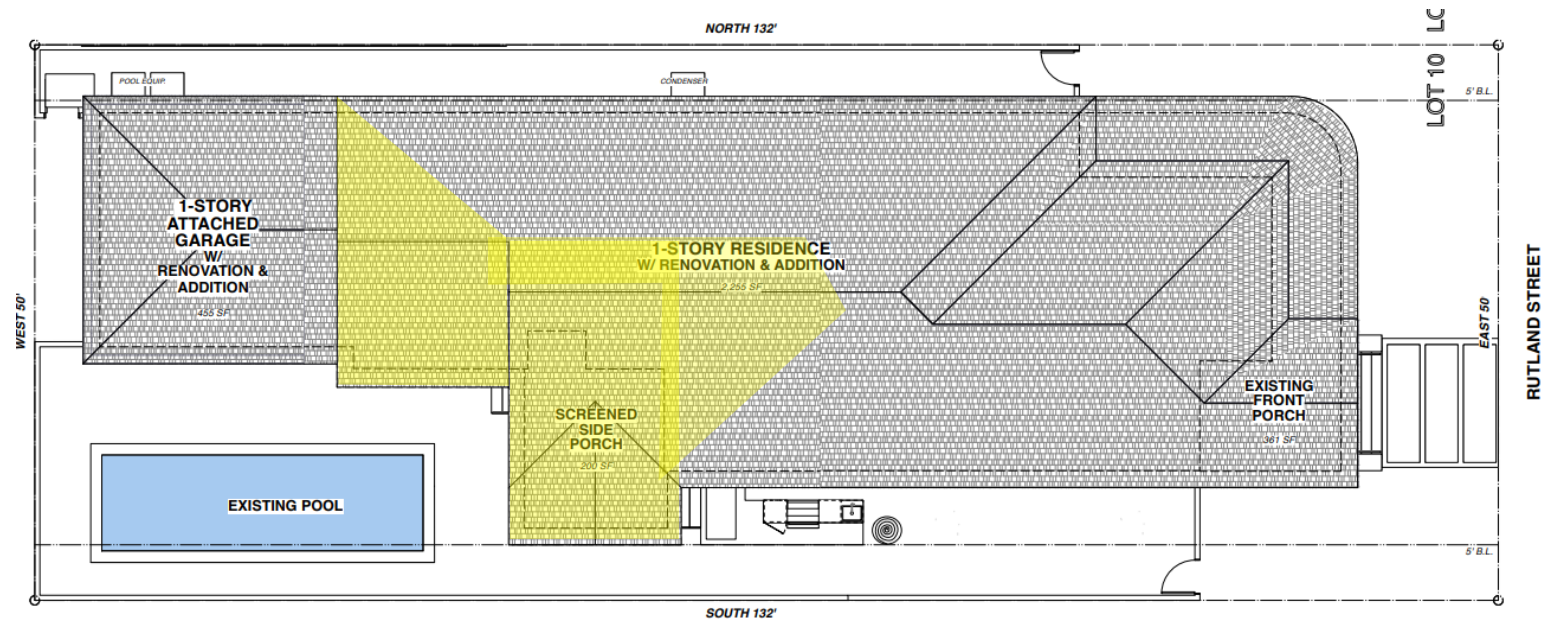 NORTH 132'
LOT 10 LC
POOL EQUIP.
CONDENSER
5' B.L.
1-STORY
ATTACHED
GARAGE
W/
RENOVATION &
ADDITION
455 SF
1-STORY RESIDENCE
W/ RENOVATION & ADDITION
2,255 SF
WEST 50'
EAST 50
RUTLAND STREET
SCREENED
SIDE
PORCH
200 SF
EXISTING
FRONT
PORCH
361 SF
EXISTING POOL
5' B.L.
SOUTH 132'